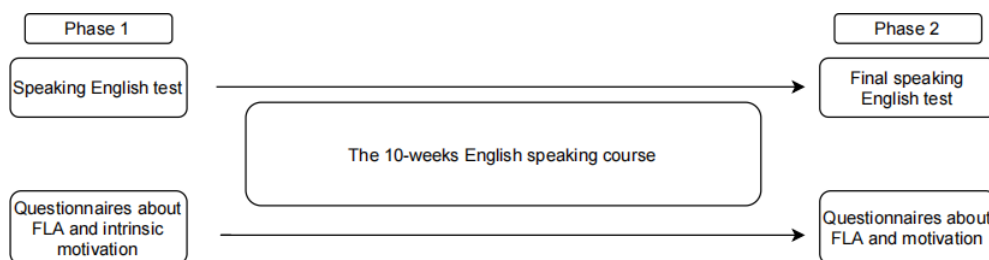 Phase 1
Phase 2
Speaking English test
Final speaking
English test
The 10-weeks English speaking course
Questionnaires about
FLA and intrinsic
motivation
Questionnaires about
FLA and motivation